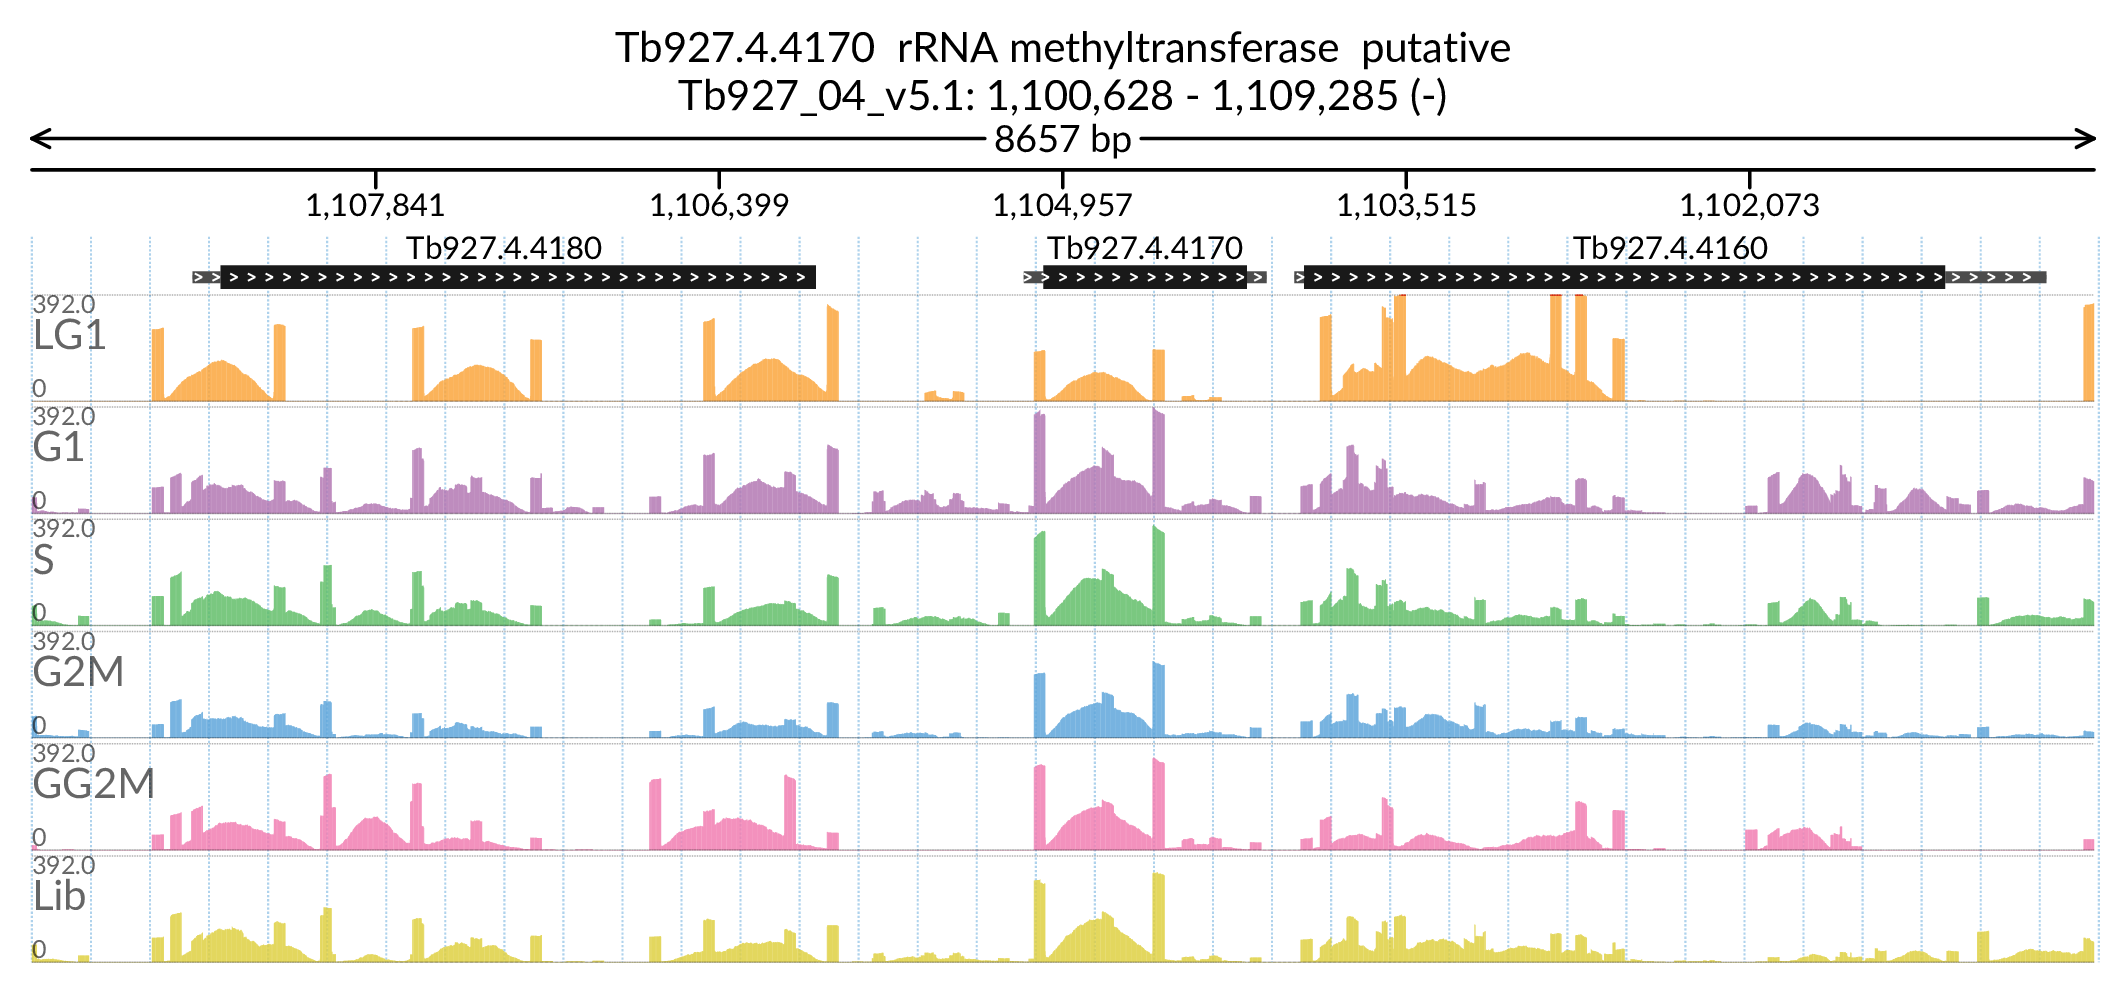 Tb927.4.4170 rRNA methyltransferase putative
Tb927_04_v5.1: 1,100,628 - 1,109,285 (-)
8657 bp
1,107,841 1,106,399 1,104,957 1,103,515 1,102,073
Tb927.4.4180 Tb927.4.4170 Tb927.4.4160
392.0
LG1
0
392.0
G1
0
392.0
S
0
392.0
G2M
0
392.0
GG2M
0
392.0
Lib
0